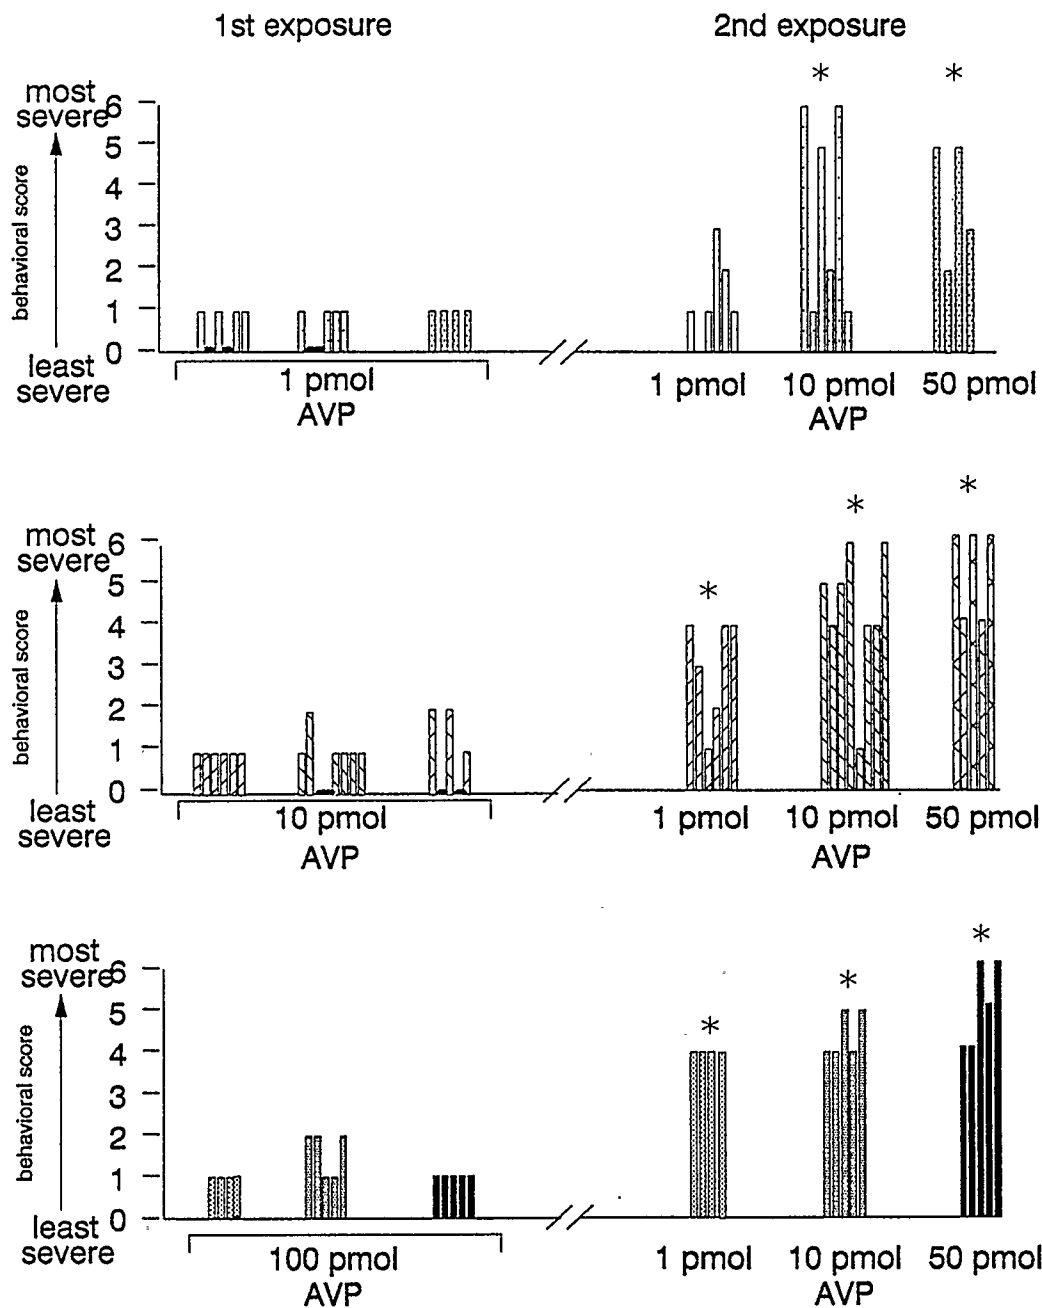 1st exposure 2nd exposure
* *
most
severe
6
5
4
3
2
1
0
behavioral score
least
severe
1 pmol
AVP
1 pmol 10 pmol 50 pmol
AVP
* * *
most
severe
6
5
4
3
2
1
0
behavioral score
least
severe
10 pmol
AVP
1 pmol 10 pmol 50 pmol
AVP
* * *
most
severe
6
5
4
3
2
1
0
behavioral score
least
severe
100 pmol
AVP
1 pmol 10 pmol 50 pmol
AVP